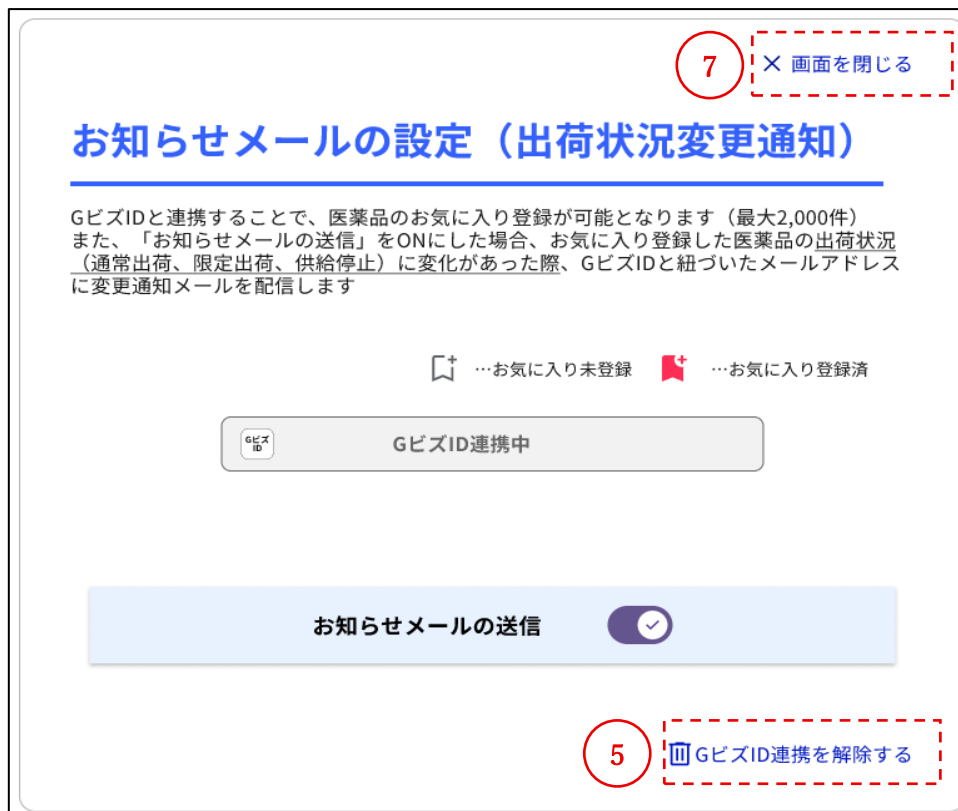 ⑦
× 画面を閉じる
お知らせメールの設定（出荷状況変更通知）
GビズIDと連携することで、医薬品のお気に入り登録が可能となります（最大2,000件）
また、「お知らせメールの送信」をONにした場合、お気に入り登録した医薬品の出荷状況
（通常出荷、限定出荷、供給停止）に変化があった際、GビズIDと紐づいたメールアドレス
に変更通知メールを配信します
…お気に入り未登録 …お気に入り登録済
Gビズ
ID
GビズID連携中
お知らせメールの送信
⑤
GビズID連携を解除する